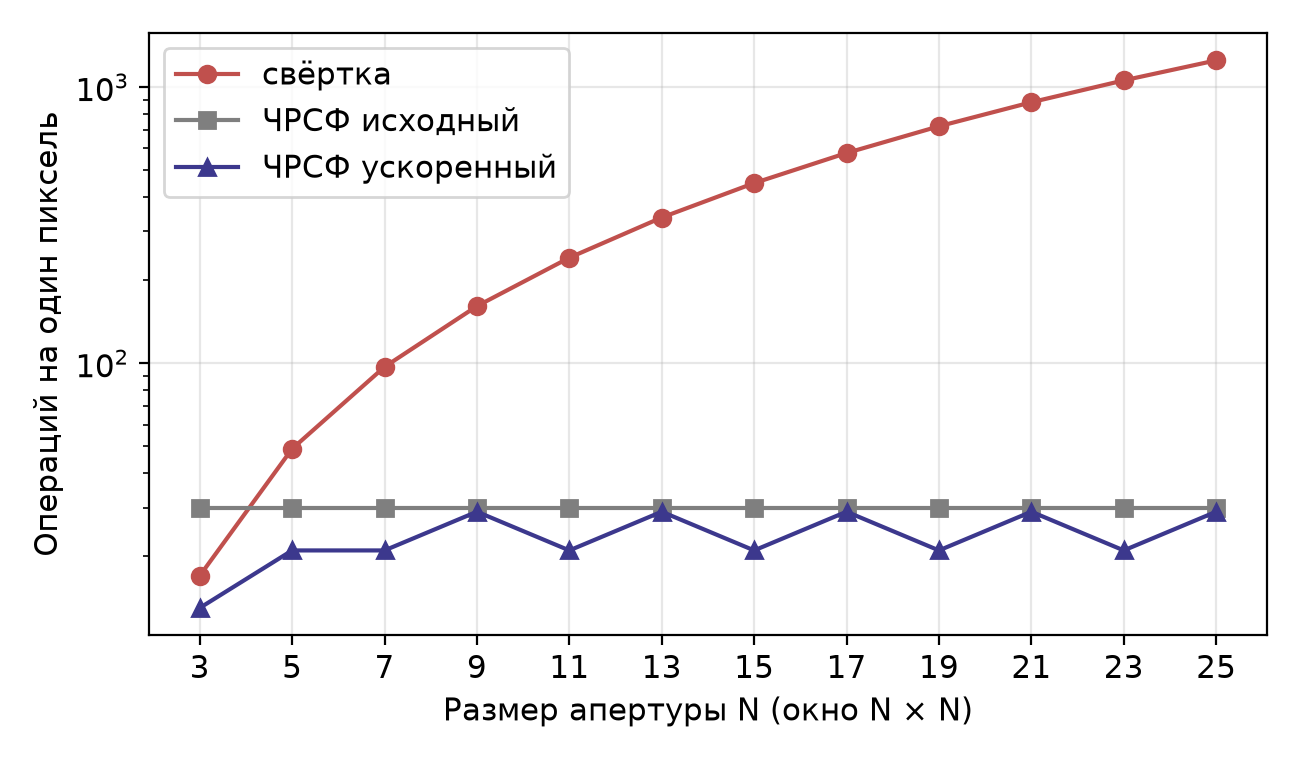 свёртка
ЧРСФ исходный
ЧРСФ ускоренный
Операций на один пиксель
10³
10²
3 5 7 9 11 13 15 17 19 21 23 25
Размер апертуры N (окно N × N)